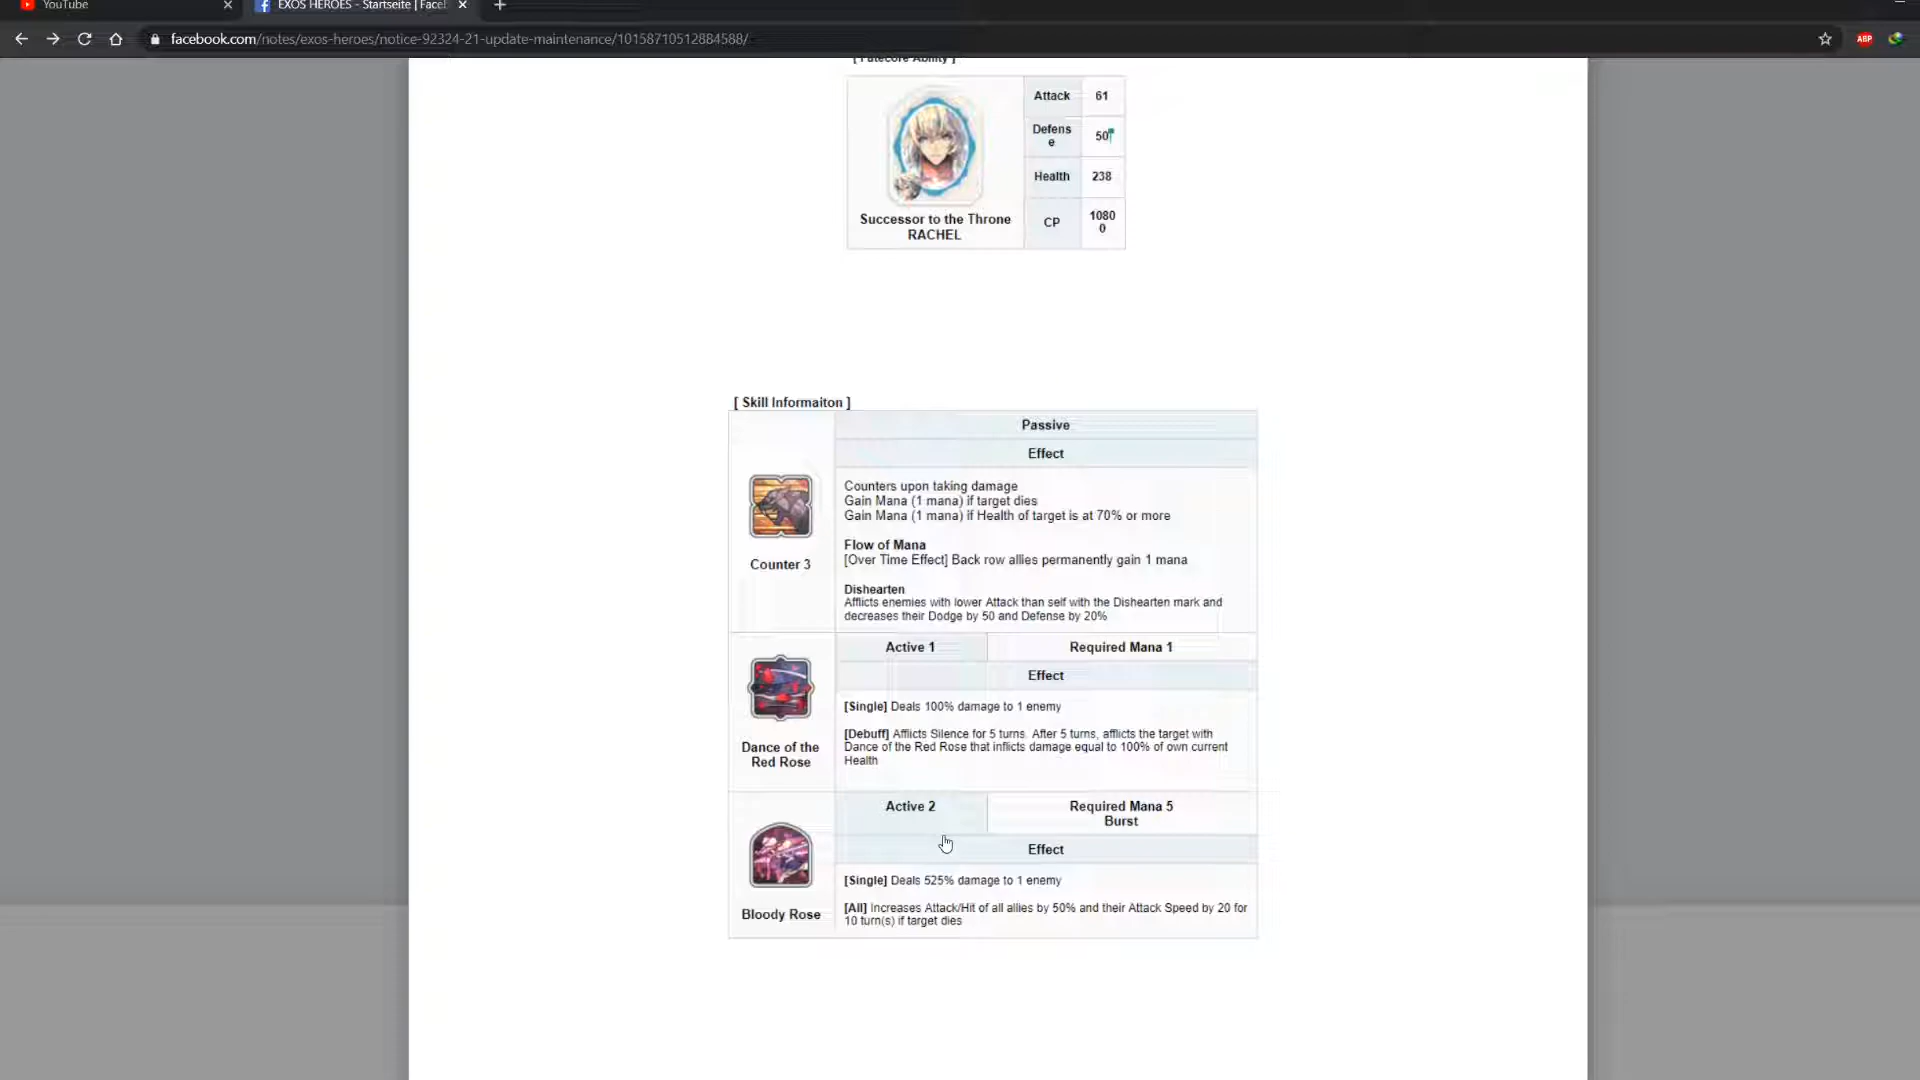 YouTube
EXOS HEROES - Startseite | Facel
facebook.com/notes/exos-heroes/notice-92324-21-update-maintenance/10158710512884588/
ABP
[ Fatecore Ability ]
Attack 61
Defens
e
50
Health 238
Successor to the Throne
RACHEL
CP
1080
0
[ Skill Informaiton ]
Passive
Effect
Counters upon taking damage
Gain Mana (1 mana) if target dies
Gain Mana (1 mana) if Health of target is at 70% or more
Flow of Mana
[Over Time Effect] Back row allies permanently gain 1 mana
Counter 3
Dishearten
Afflicts enemies with lower Attack than self with the Dishearten mark and
decreases their Dodge by 50 and Defense by 20%
Active 1 Required Mana 1
Effect
[Single] Deals 100% damage to 1 enemy
[Debuff] Afflicts Silence for 5 turns. After 5 turns, afflicts the target with
Dance of the Red Rose that inflicts damage equal to 100% of own current
Health
Dance of the
Red Rose
Active 2 Required Mana 5
Burst
Effect
[Single] Deals 525% damage to 1 enemy
[All] Increases Attack/Hit of all allies by 50% and their Attack Speed by 20 for
10 turn(s) if target dies
Bloody Rose